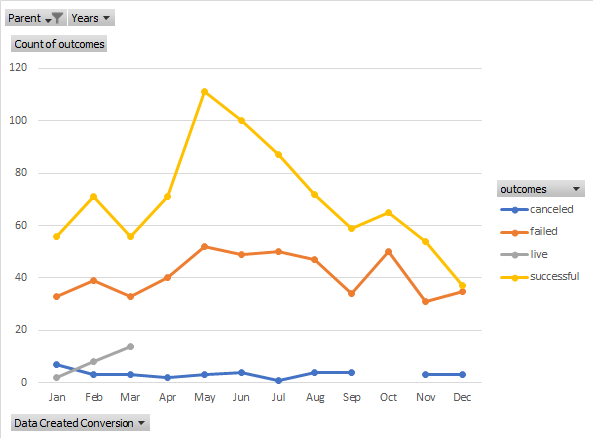 Parent Years
Count of outcomes
120
100
80
60
40
20
0
Jan Feb Mar Apr May Jun Jul Aug Sep Oct Nov Dec
outcomes
canceled
failed
live
successful
Data Created Conversion